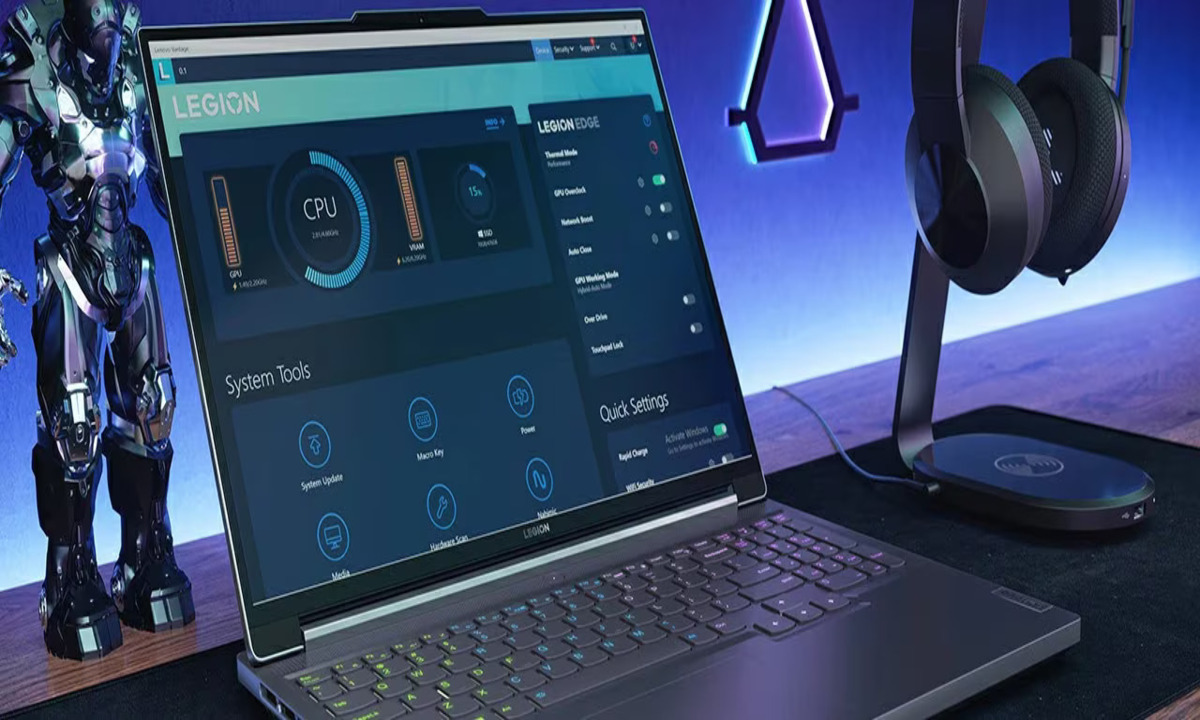 Lenovo Vantage
Device Security Support
L 0.1
LEGION
CPU
GPU
VRAM
15%
SSD
LEGION EDGE
Thermal Mode
Performance
GPU Overclock
Network Boost
Auto Close
GPU Working Mode
Hybrid-Auto Mode
Over Drive
Touchpad Lock
System Tools
System Update
Macro Key
Power
Media
Hardware Scan
Nahimic
Quick Settings
Activate Windows
Go to Settings to activate Windows
Rapid Charge
WiFi Security
LEGION